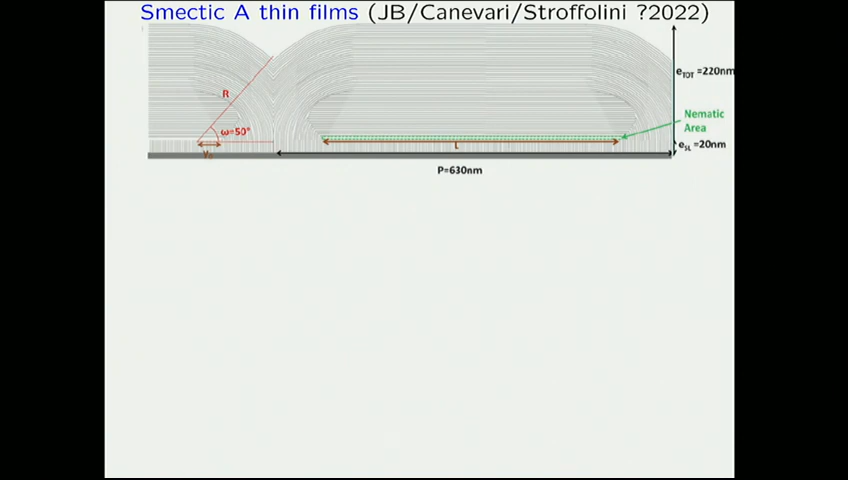 Smectic A thin films (JB/Canevari/Stroffolini ?2022)
e_TOT =220nm
R
Nematic
Area
ω=50°
L
e_SL =20nm
P=630nm